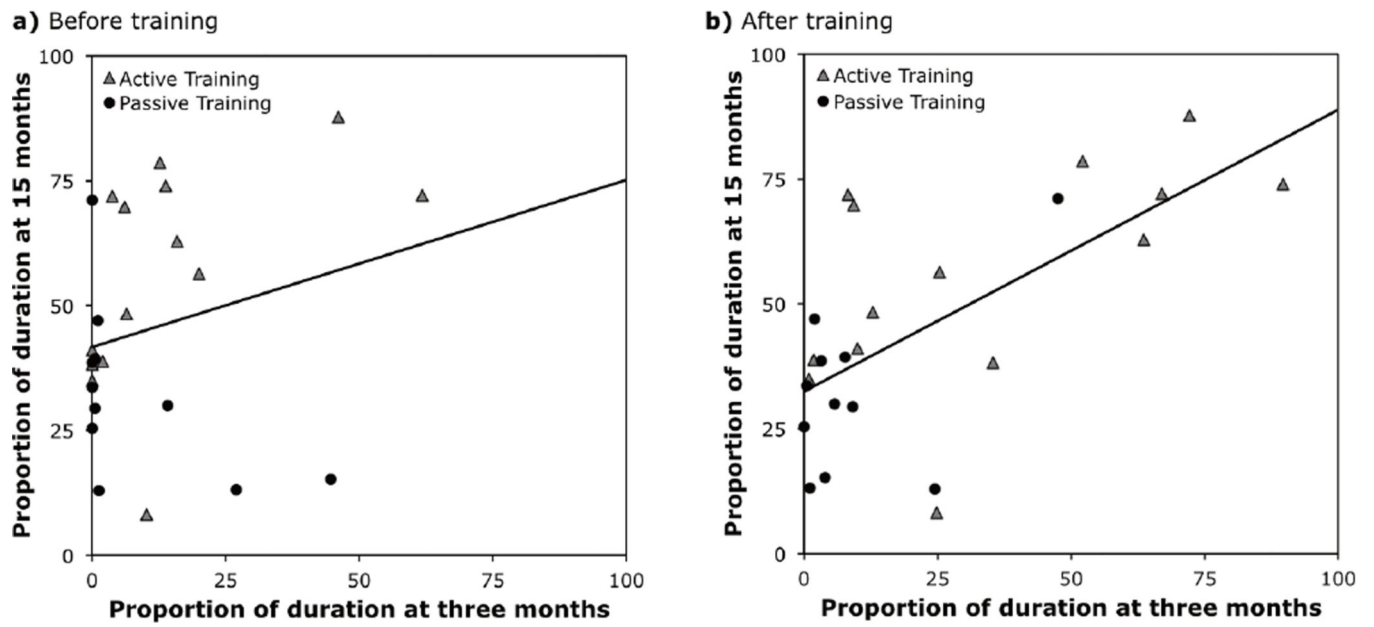 a) Before training
100
75
50
25
0
Proportion of duration at 15 months
Active Training
Passive Training
0 25 50 75 100
Proportion of duration at three months
b) After training
100
75
50
25
0
Proportion of duration at 15 months
Active Training
Passive Training
0 25 50 75 100
Proportion of duration at three months